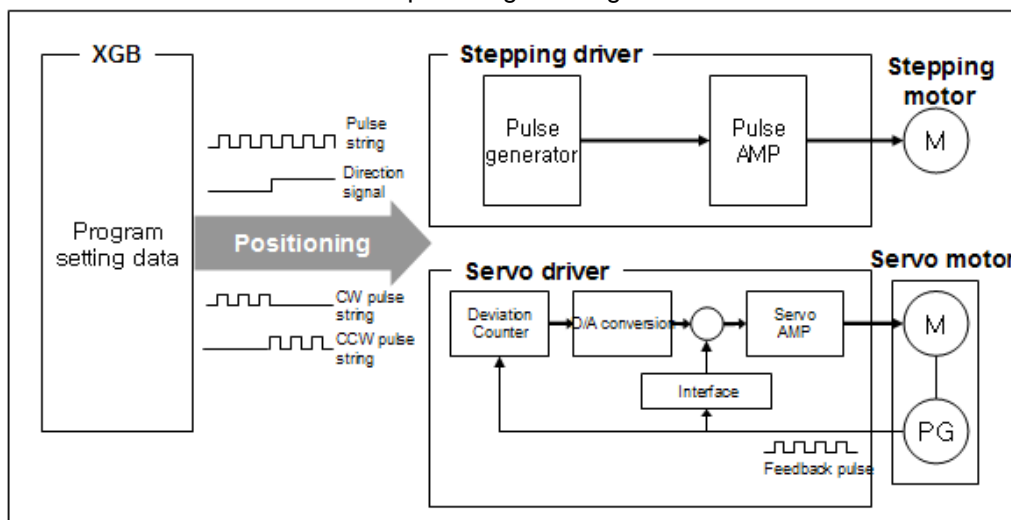 XGB
Program
setting data
Pulse
string
Direction
signal
Positioning
CW pulse
string
CCW pulse
string
Stepping driver
Pulse
generator
Pulse
AMP
Stepping
motor
M
Servo driver
Deviation
Counter
D/A conversion
Servo
AMP
Interface
Feedback pulse
Servo motor
M
PG